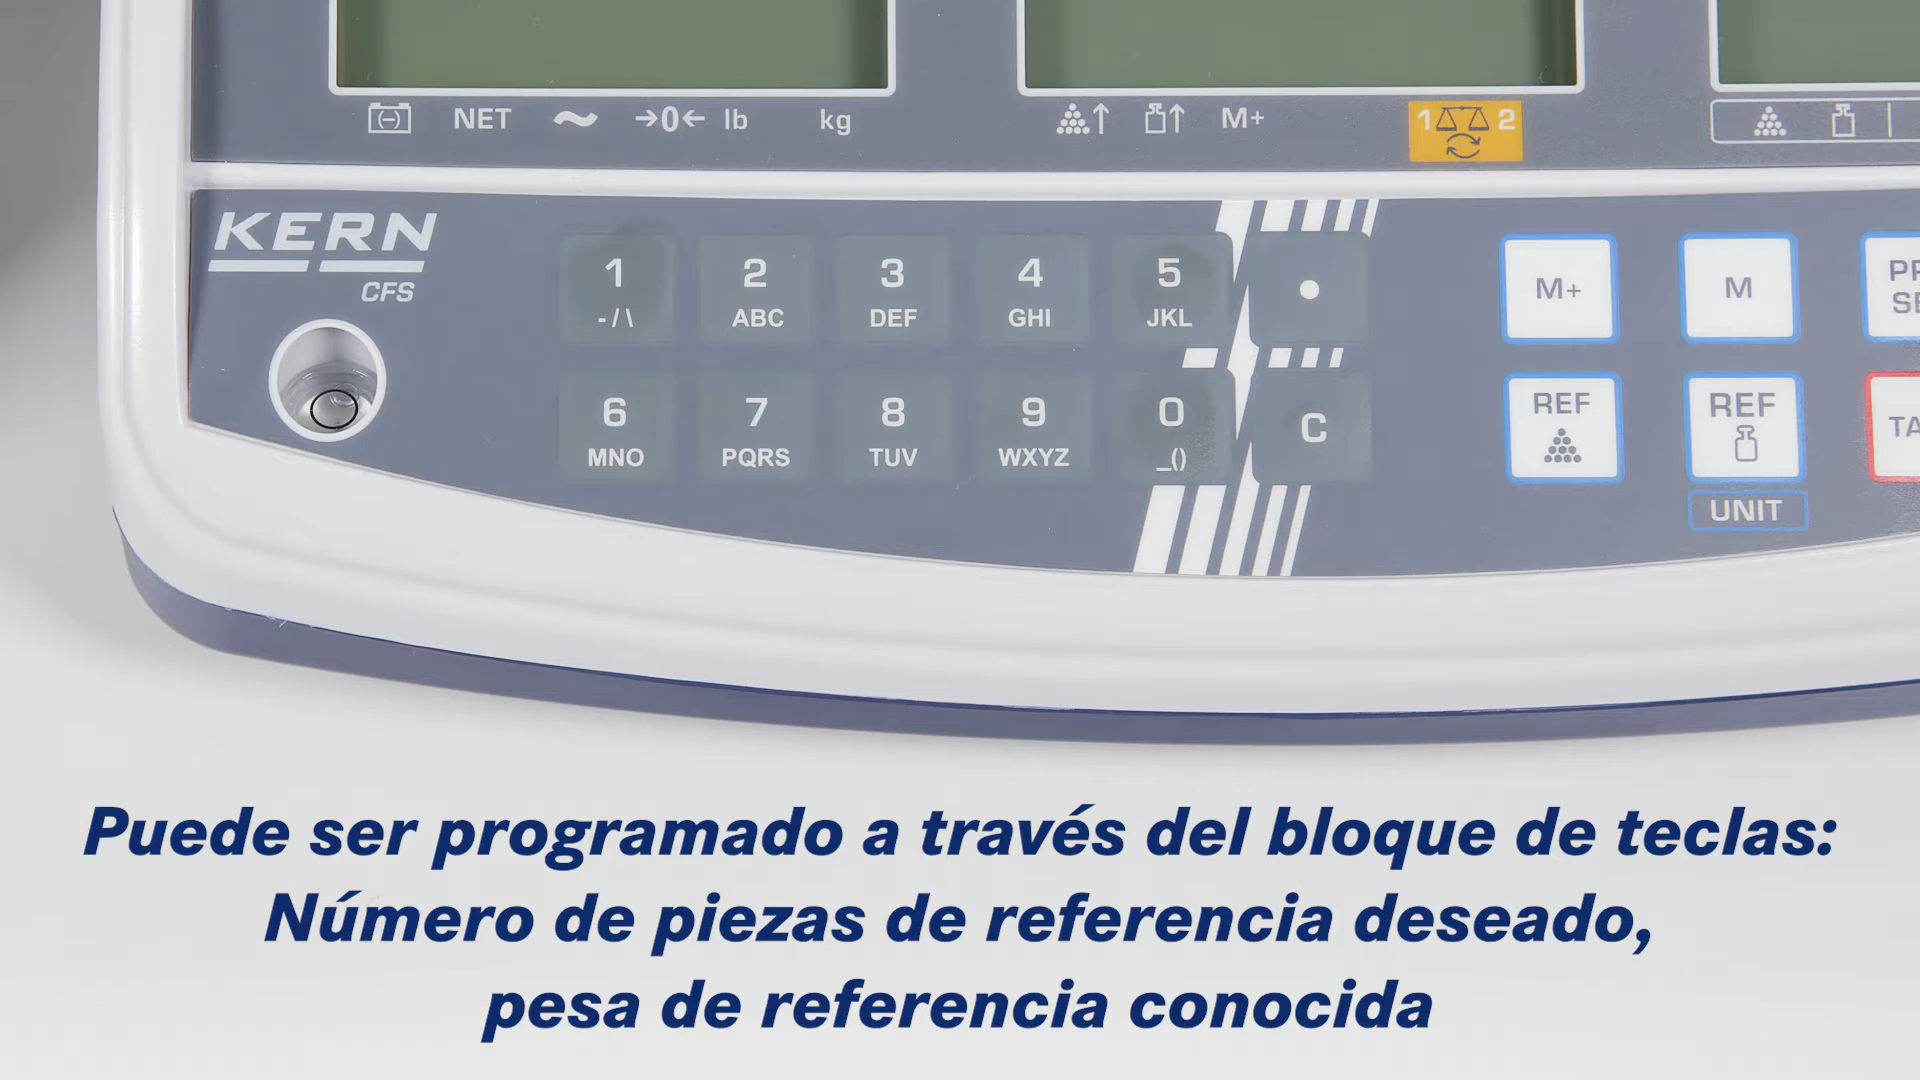 NET →0← lb kg M+ 1 2
KERN
CFS
1 2 3 4 5 •
-/\ ABC DEF GHI JKL
M+ M
6 7 8 9 0 C
MNO PQRS TUV WXYZ _()
REF REF
UNIT
Puede ser programado a través del bloque de teclas:
Número de piezas de referencia deseado,
pesa de referencia conocida